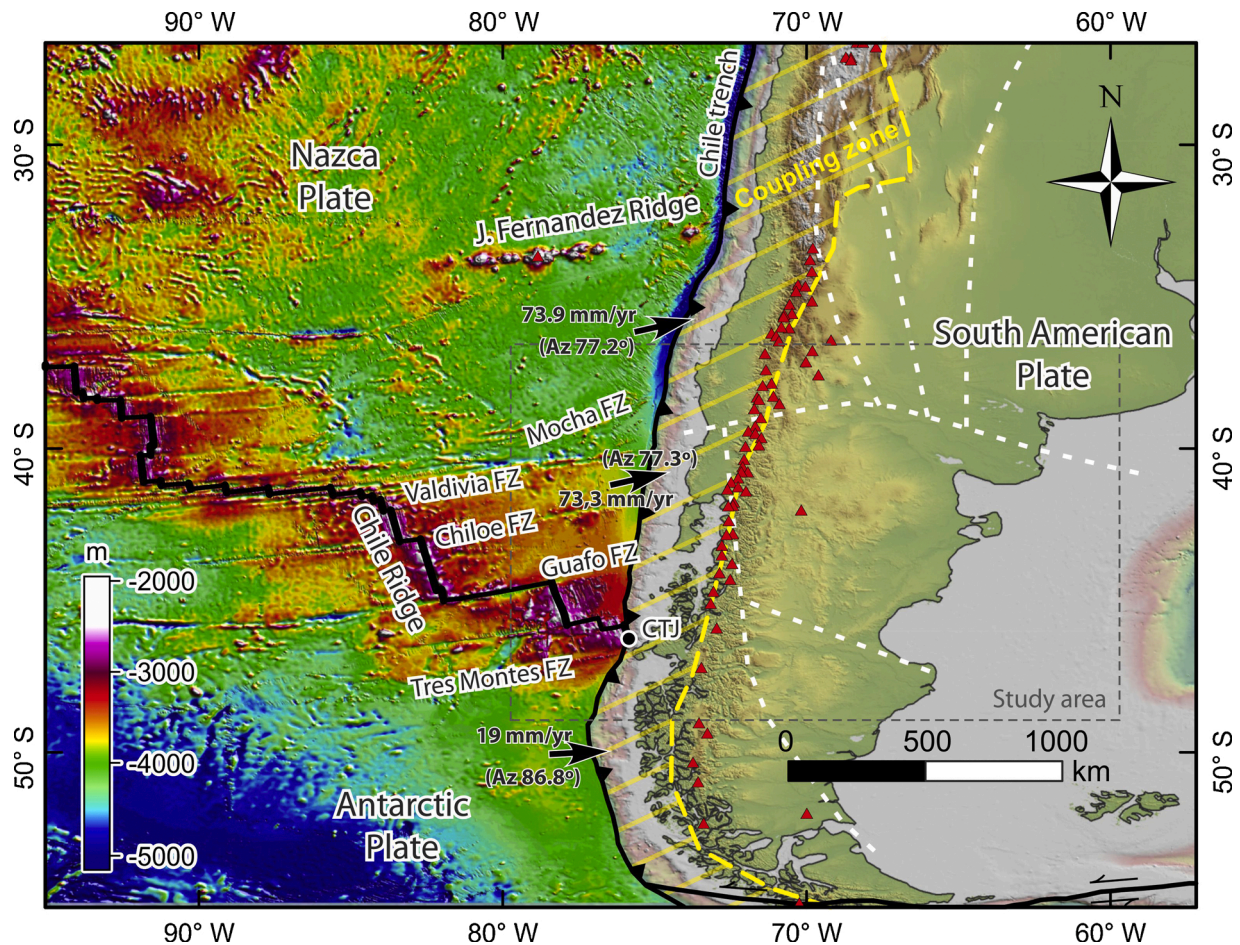 90° W
80° W
70° W
60° W
30° S
40° S
50° S
Nazca
Plate
Chile trench
Coupling zone
N
30° S
J. Fernandez Ridge
73.9 mm/yr
(Az 77.2º)
South American
Plate
Mocha FZ
(Az 77.3º)
73,3 mm/yr
40° S
Valdivia FZ
Chiloe FZ
Chile Ridge
Guafo FZ
CTJ
Tres Montes FZ
Study area
19 mm/yr
(Az 86.8º)
0
500
1000
km
50° S
Antarctic
Plate
m
-2000
-3000
-4000
-5000
90° W
80° W
70° W
60° W